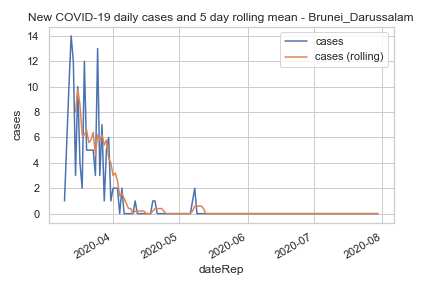 New COVID-19 daily cases and 5 day rolling mean - Brunei_Darussalam
cases
cases (rolling)
14
12
10
8
6
4
2
0
cases
2020-04
2020-05
2020-06
2020-07
2020-08
dateRep